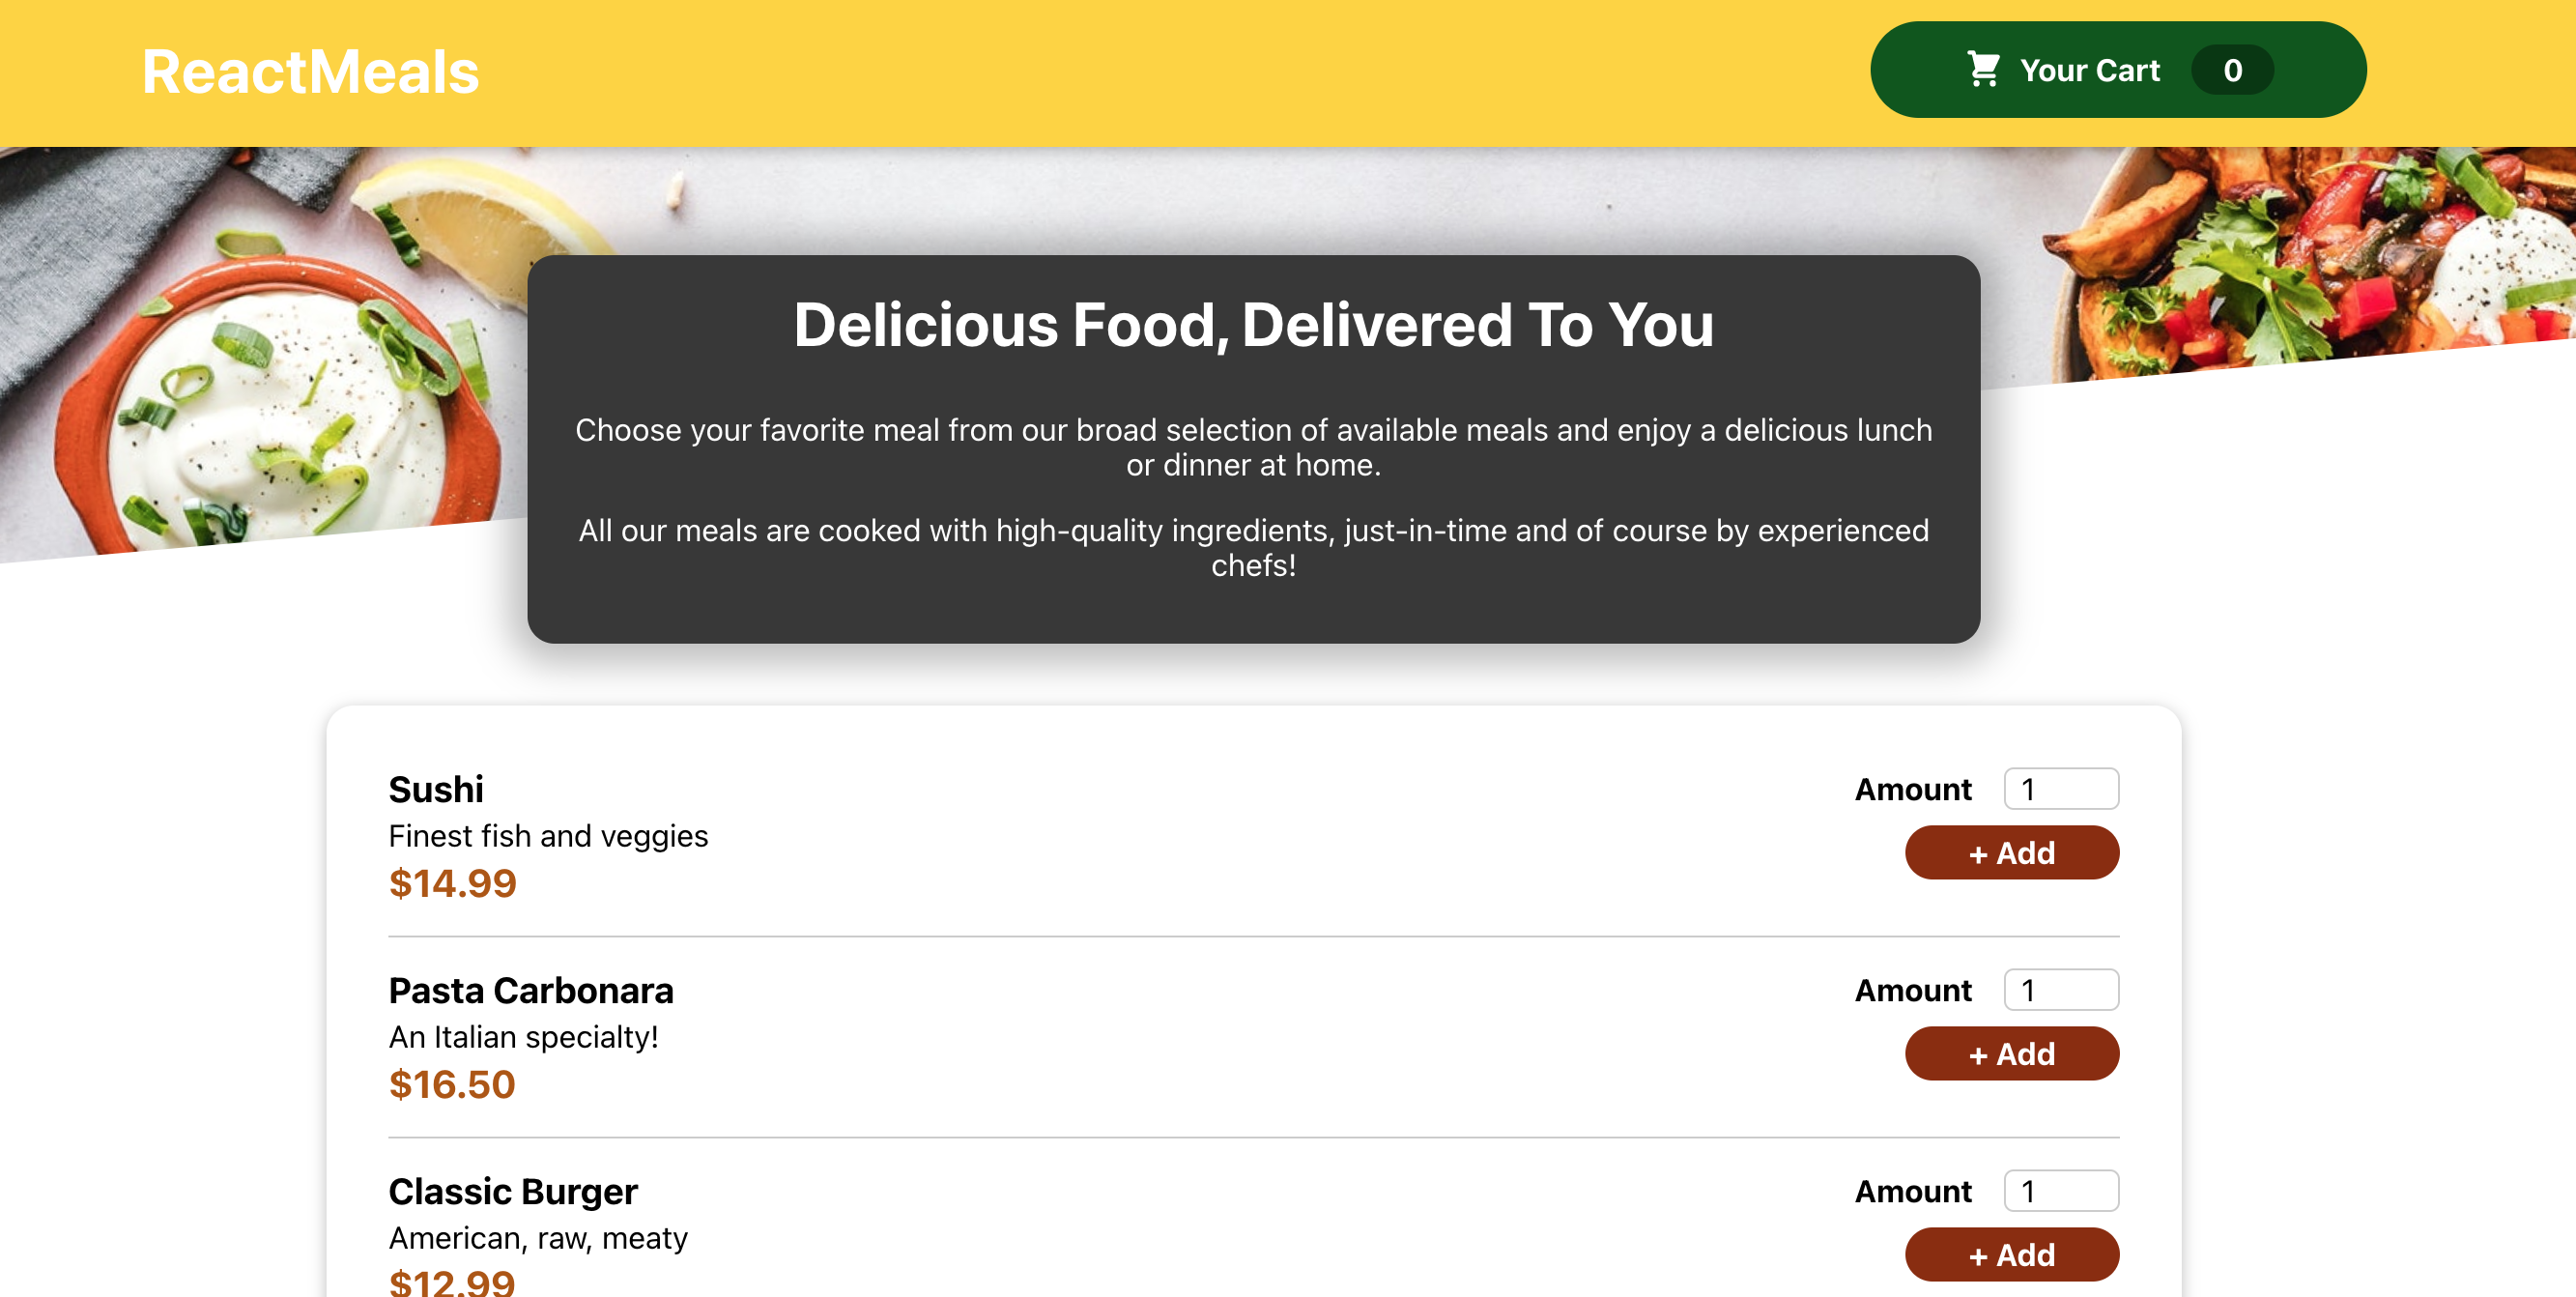 ReactMeals
Your Cart 0
Delicious Food, Delivered To You
Choose your favorite meal from our broad selection of available meals and enjoy a delicious lunch
or dinner at home.
All our meals are cooked with high-quality ingredients, just-in-time and of course by experienced
chefs!
Sushi
Finest fish and veggies
$14.99
Amount 1
+ Add
Pasta Carbonara
An Italian specialty!
$16.50
Amount 1
+ Add
Classic Burger
American, raw, meaty
$12.99
Amount 1
+ Add